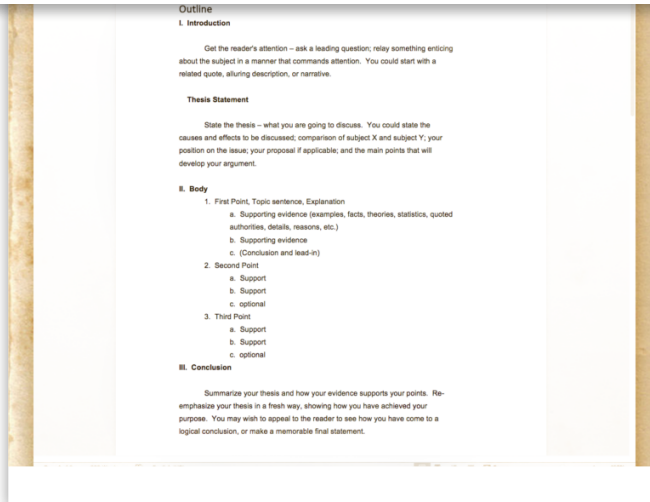 Outline
I. Introduction
Get the reader's attention – ask a leading question; relay something enticing
about the subject in a manner that commands attention. You could start with a
related quote, alluring description, or narrative.
Thesis Statement
State the thesis – what you are going to discuss. You could state the
causes and effects to be discussed; comparison of subject X and subject Y; your
position on the issue; your proposal if applicable; and the main points that will
develop your argument.
II. Body
1. First Point, Topic sentence, Explanation
a. Supporting evidence (examples, facts, theories, statistics, quoted
authorities, details, reasons, etc.)
b. Supporting evidence
c. (Conclusion and lead-in)
2. Second Point
a. Support
b. Support
c. optional
3. Third Point
a. Support
b. Support
c. optional
III. Conclusion
Summarize your thesis and how your evidence supports your points. Re-
emphasize your thesis in a fresh way, showing how you have achieved your
purpose. You may wish to appeal to the reader to see how you have come to a
logical conclusion, or make a memorable final statement.